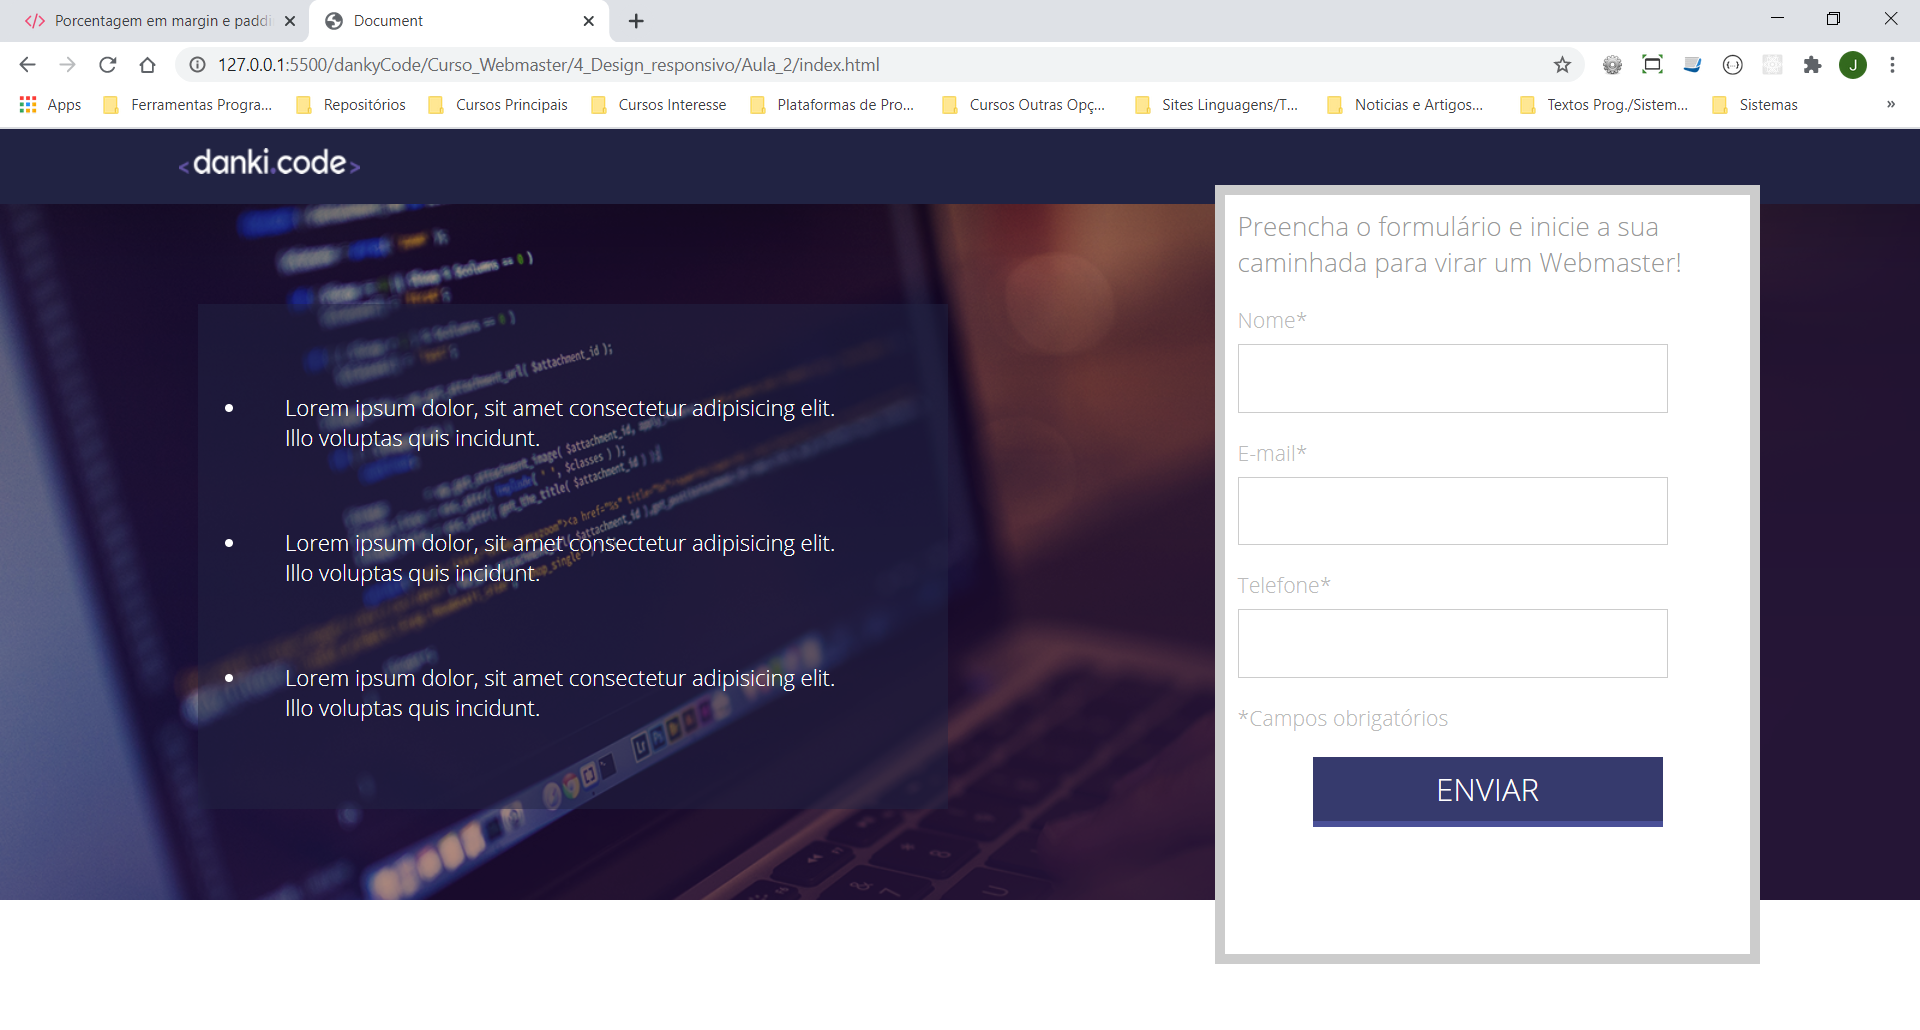 Porcentagem em margin e paddi
Document
127.0.0.1:5500/dankyCode/Curso_Webmaster/4_Design_responsivo/Aula_2/index.html
J
Apps
Ferramentas Progra...
Repositórios
Cursos Principais
Cursos Interesse
Plataformas de Pro...
Cursos Outras Opç...
Sites Linguagens/T...
Noticias e Artigos...
Textos Prog./Sistem...
Sistemas
»
<danki.code>
Preencha o formulário e inicie a sua
caminhada para virar um Webmaster!
Nome*
E-mail*
Telefone*
*Campos obrigatórios
ENVIAR
• Lorem ipsum dolor, sit amet consectetur adipisicing elit.
Illo voluptas quis incidunt.
• Lorem ipsum dolor, sit amet consectetur adipisicing elit.
Illo voluptas quis incidunt.
• Lorem ipsum dolor, sit amet consectetur adipisicing elit.
Illo voluptas quis incidunt.